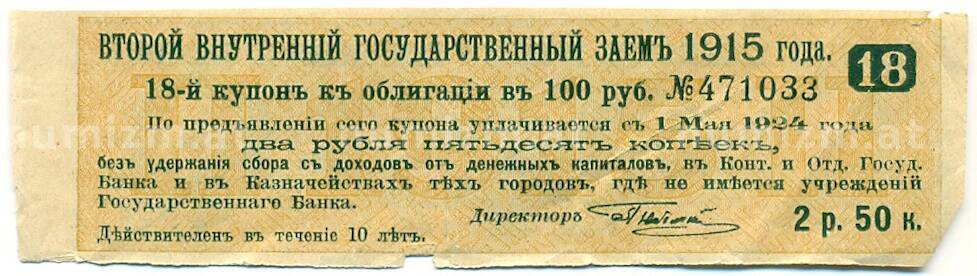 ВТОРОЙ ВНУТРЕННІЙ ГОСУДАРСТВЕННЫЙ ЗАЕМЪ 1915 года.
18
18-й купонъ къ облигаціи въ 100 руб. №471033
По предъявленіи сего купона уплачивается съ 1 Мая 1924 года
два рубля пятьдесятъ копѣекъ,
безъ удержанія сбора съ доходовъ отъ денежныхъ капиталовъ, въ Конт. и Отд. Госуд.
Банка и въ Казначействахъ тѣхъ городовъ, гдѣ не имѣется учрежденій
Государственнаго Банка.
Директоръ
2 р. 50 к.
Дѣйствителенъ въ теченіе 10 лѣтъ.